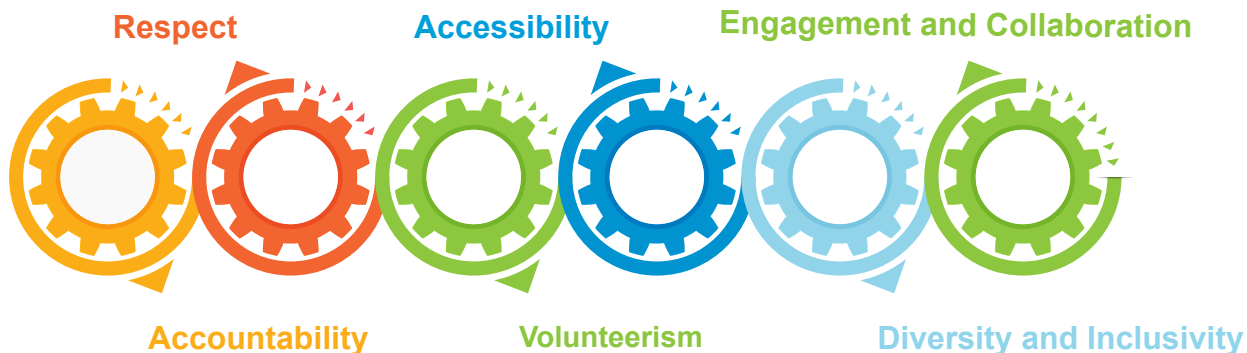 Respect
Accessibility
Engagement and Collaboration
Accountability
Volunteerism
Diversity and Inclusivity